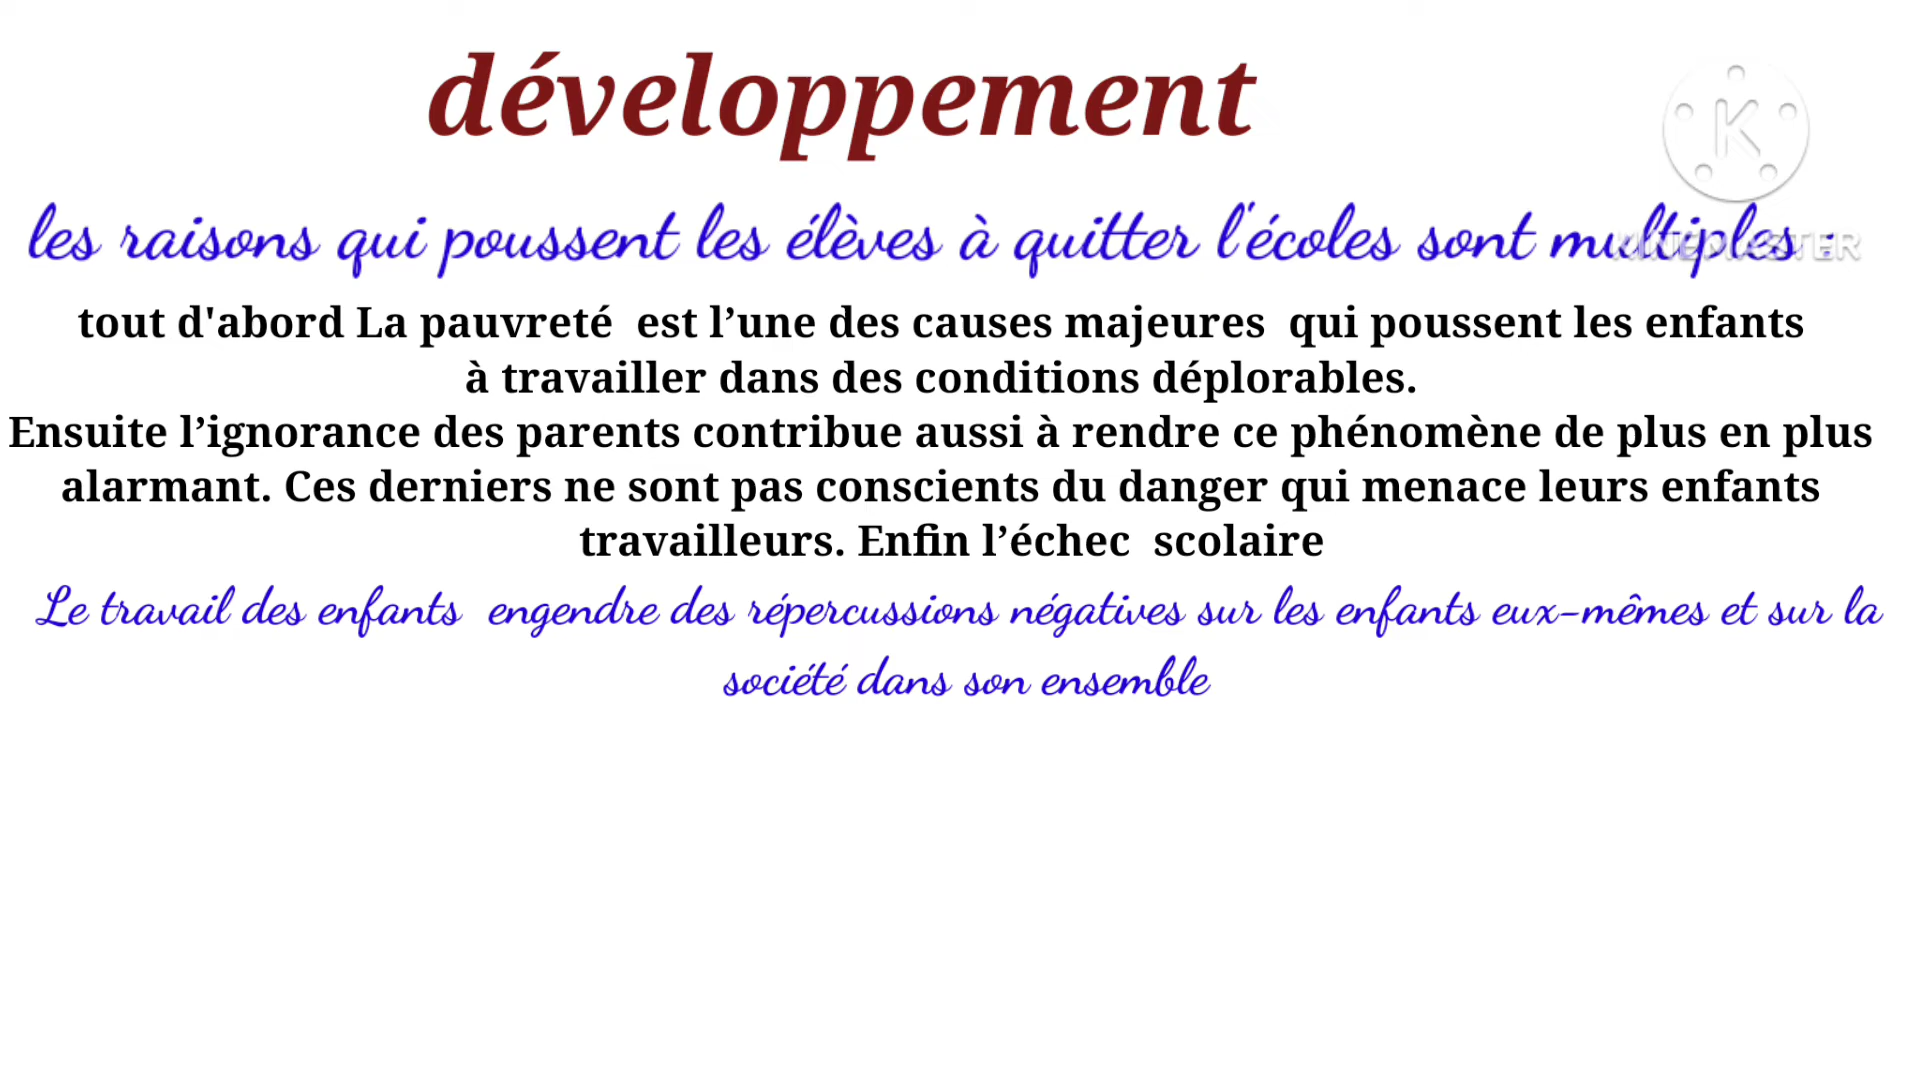 développement
K
les raisons qui poussent les élèves à quitter l'écoles sont multiples :
KINEMASTER
tout d'abord La pauvreté  est l’une des causes majeures  qui poussent les enfants
à travailler dans des conditions déplorables.
Ensuite l’ignorance des parents contribue aussi à rendre ce phénomène de plus en plus
alarmant. Ces derniers ne sont pas conscients du danger qui menace leurs enfants
travailleurs. Enfin l’échec  scolaire
Le travail des enfants  engendre des répercussions négatives sur les enfants eux-mêmes et sur la
société dans son ensemble